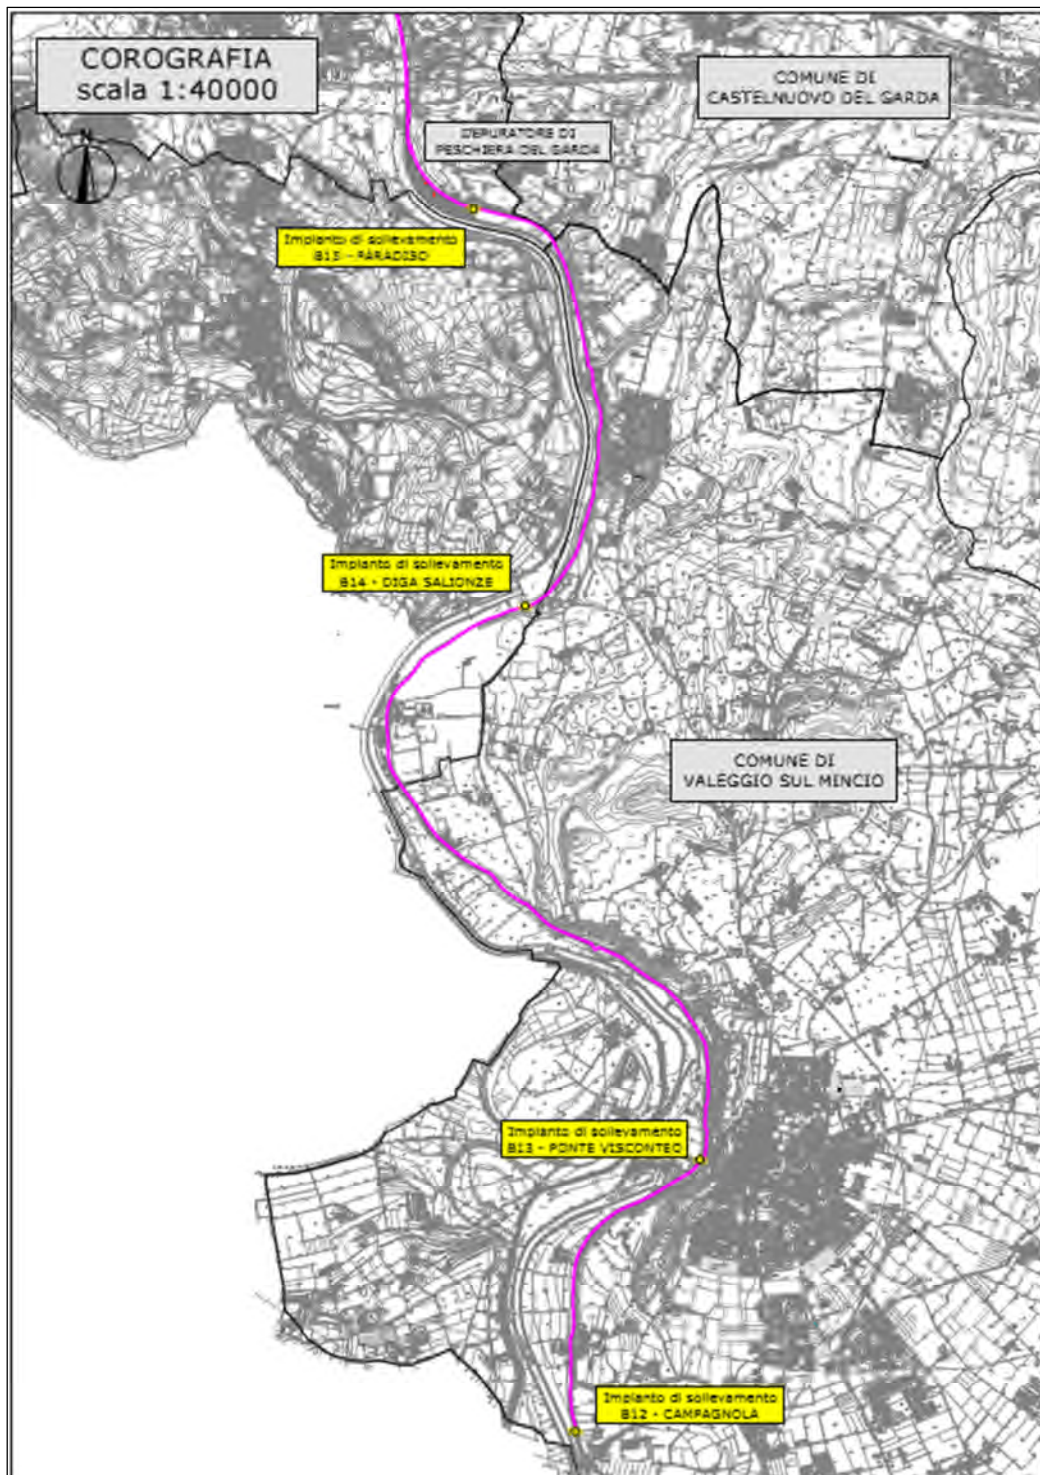 COROGRAFIA
scala 1:40000
COMUNE DI
CASTELNUOVO DEL GARDA
DEPURATORE DI
PESCHIERA DEL GARDA
N
Impianto di sollevamento
B15 - PARADISO
Impianto di sollevamento
B14 - DIGA SALIONZE
COMUNE DI
VALEGGIO SUL MINCIO
Impianto di sollevamento
B13 - PONTE VISCONTEO
Impianto di sollevamento
B12 - CAMPAGNOLA